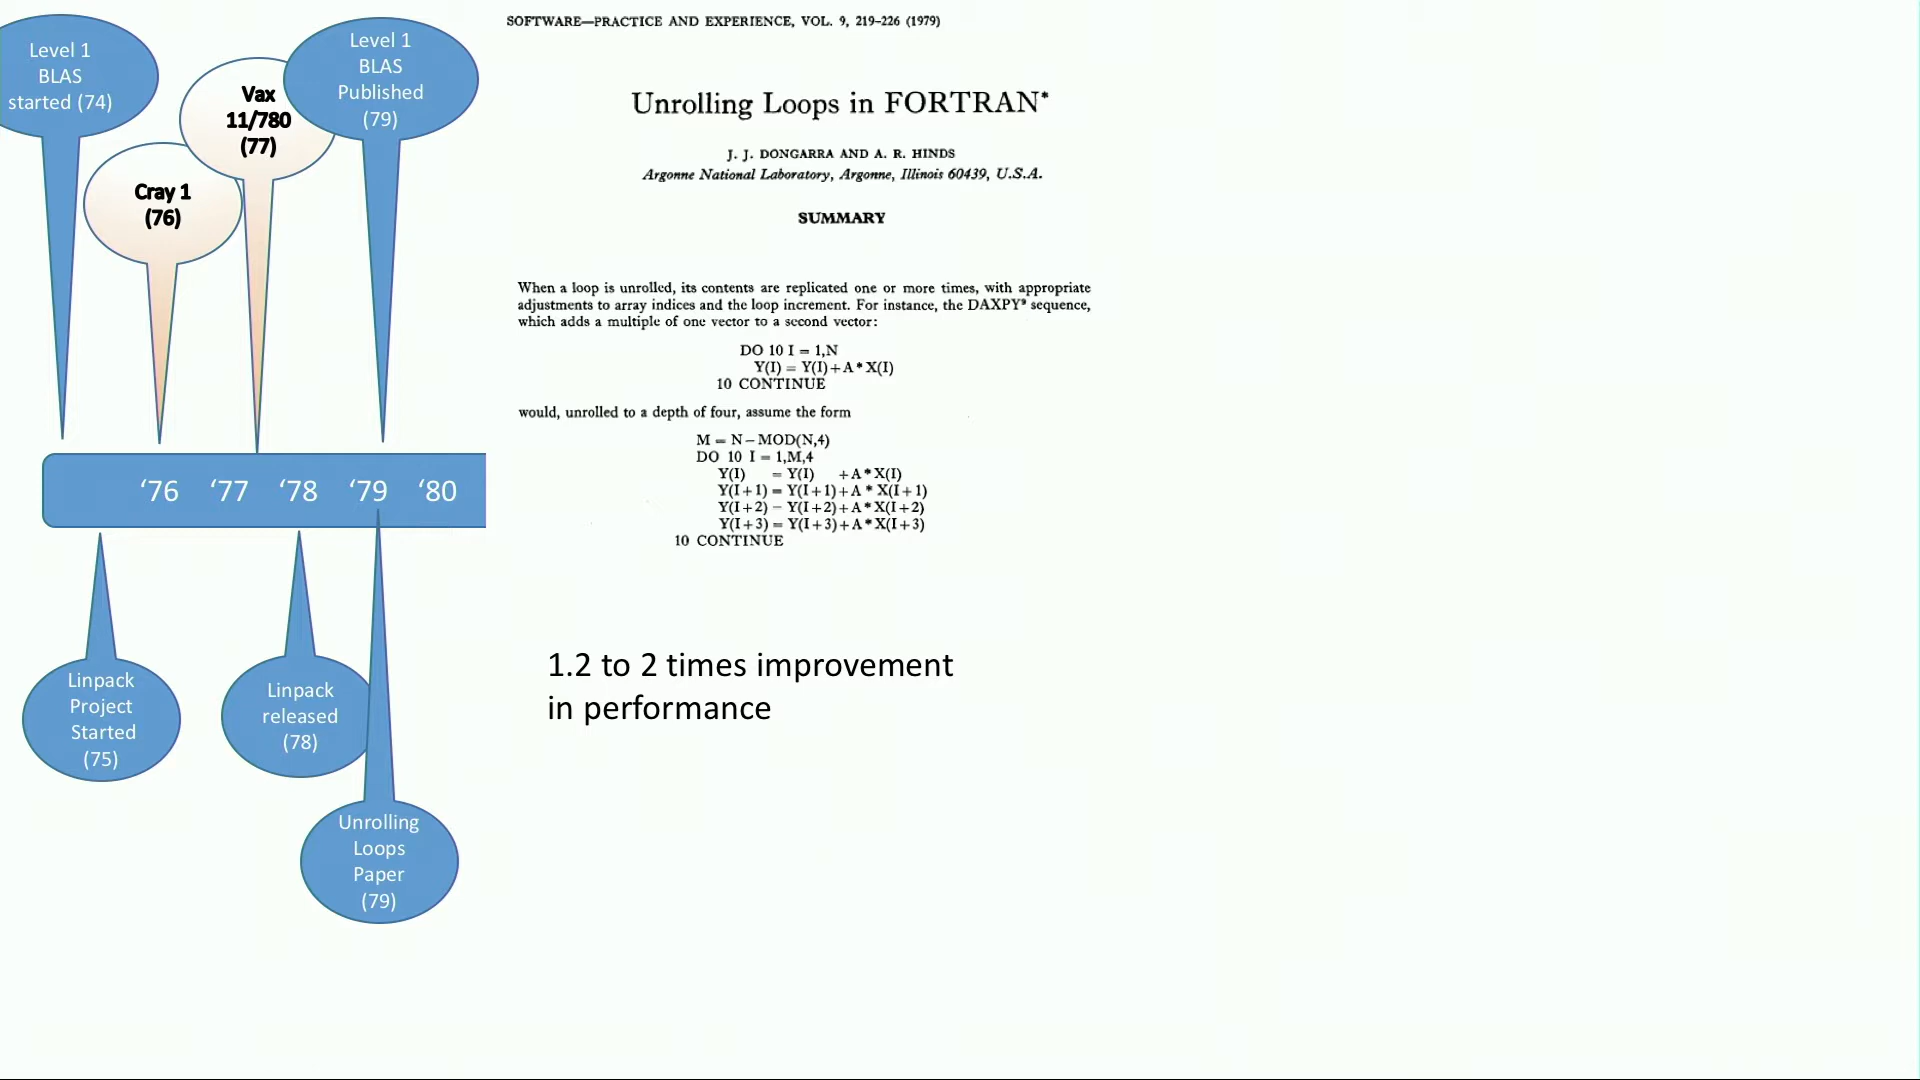 Level 1
BLAS
started (74)
Cray 1
(76)
Vax
11/780
(77)
Level 1
BLAS
Published
(79)
‘76 ‘77 ‘78 ‘79 ‘80
Linpack
Project
Started
(75)
Linpack
released
(78)
Unrolling
Loops
Paper
(79)
SOFTWARE—PRACTICE AND EXPERIENCE, VOL. 9, 219–226 (1979)
Unrolling Loops in FORTRAN*
J. J. DONGARRA AND A. R. HINDS
Argonne National Laboratory, Argonne, Illinois 60439, U.S.A.
SUMMARY
When a loop is unrolled, its contents are replicated one or more times, with appropriate
adjustments to array indices and the loop increment. For instance, the DAXPY⁹ sequence,
which adds a multiple of one vector to a second vector:
DO 10 I = 1,N
Y(I) = Y(I)+A*X(I)
10 CONTINUE
would, unrolled to a depth of four, assume the form
M = N−MOD(N,4)
DO 10 I = 1,M,4
Y(I) = Y(I) +A*X(I)
Y(I+1) = Y(I+1)+A*X(I+1)
Y(I+2) − Y(I+2)+A*X(I+2)
Y(I+3) = Y(I+3)+A*X(I+3)
10 CONTINUE
1.2 to 2 times improvement
in performance